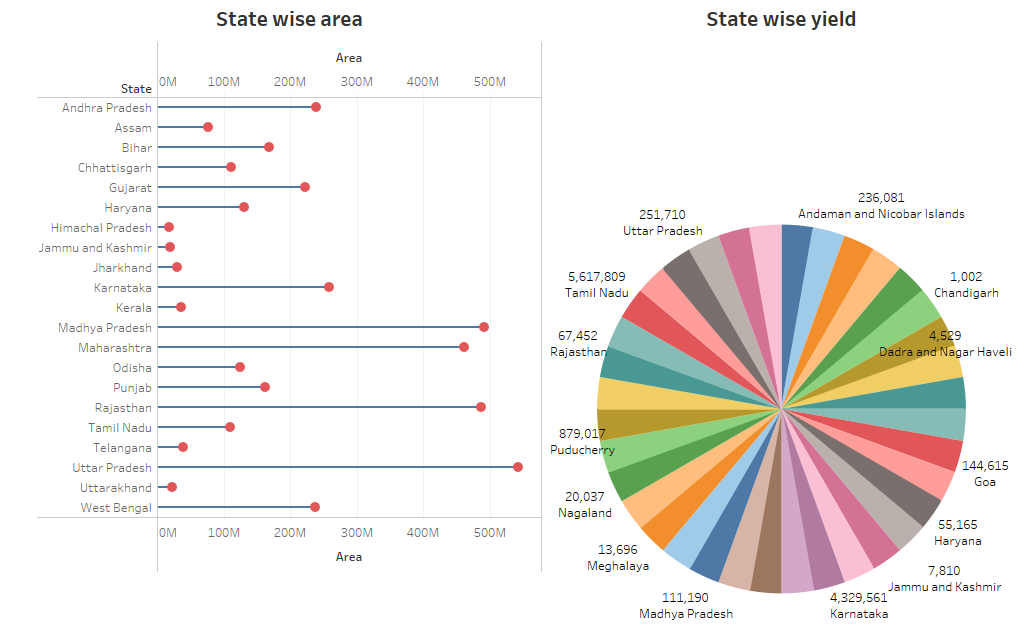 State wise area
Area
State
0M 100M 200M 300M 400M 500M
Andhra Pradesh
Assam
Bihar
Chhattisgarh
Gujarat
Haryana
Himachal Pradesh
Jammu and Kashmir
Jharkhand
Karnataka
Kerala
Madhya Pradesh
Maharashtra
Odisha
Punjab
Rajasthan
Tamil Nadu
Telangana
Uttar Pradesh
Uttarakhand
West Bengal
0M 100M 200M 300M 400M 500M
Area
State wise yield
236,081
Andaman and Nicobar Islands
1,002
Chandigarh
4,529
Dadra and Nagar Haveli
144,615
Goa
55,165
Haryana
7,810
Jammu and Kashmir
4,329,561
Karnataka
111,190
Madhya Pradesh
13,696
Meghalaya
20,037
Nagaland
879,017
Puducherry
67,452
Rajasthan
5,617,809
Tamil Nadu
251,710
Uttar Pradesh